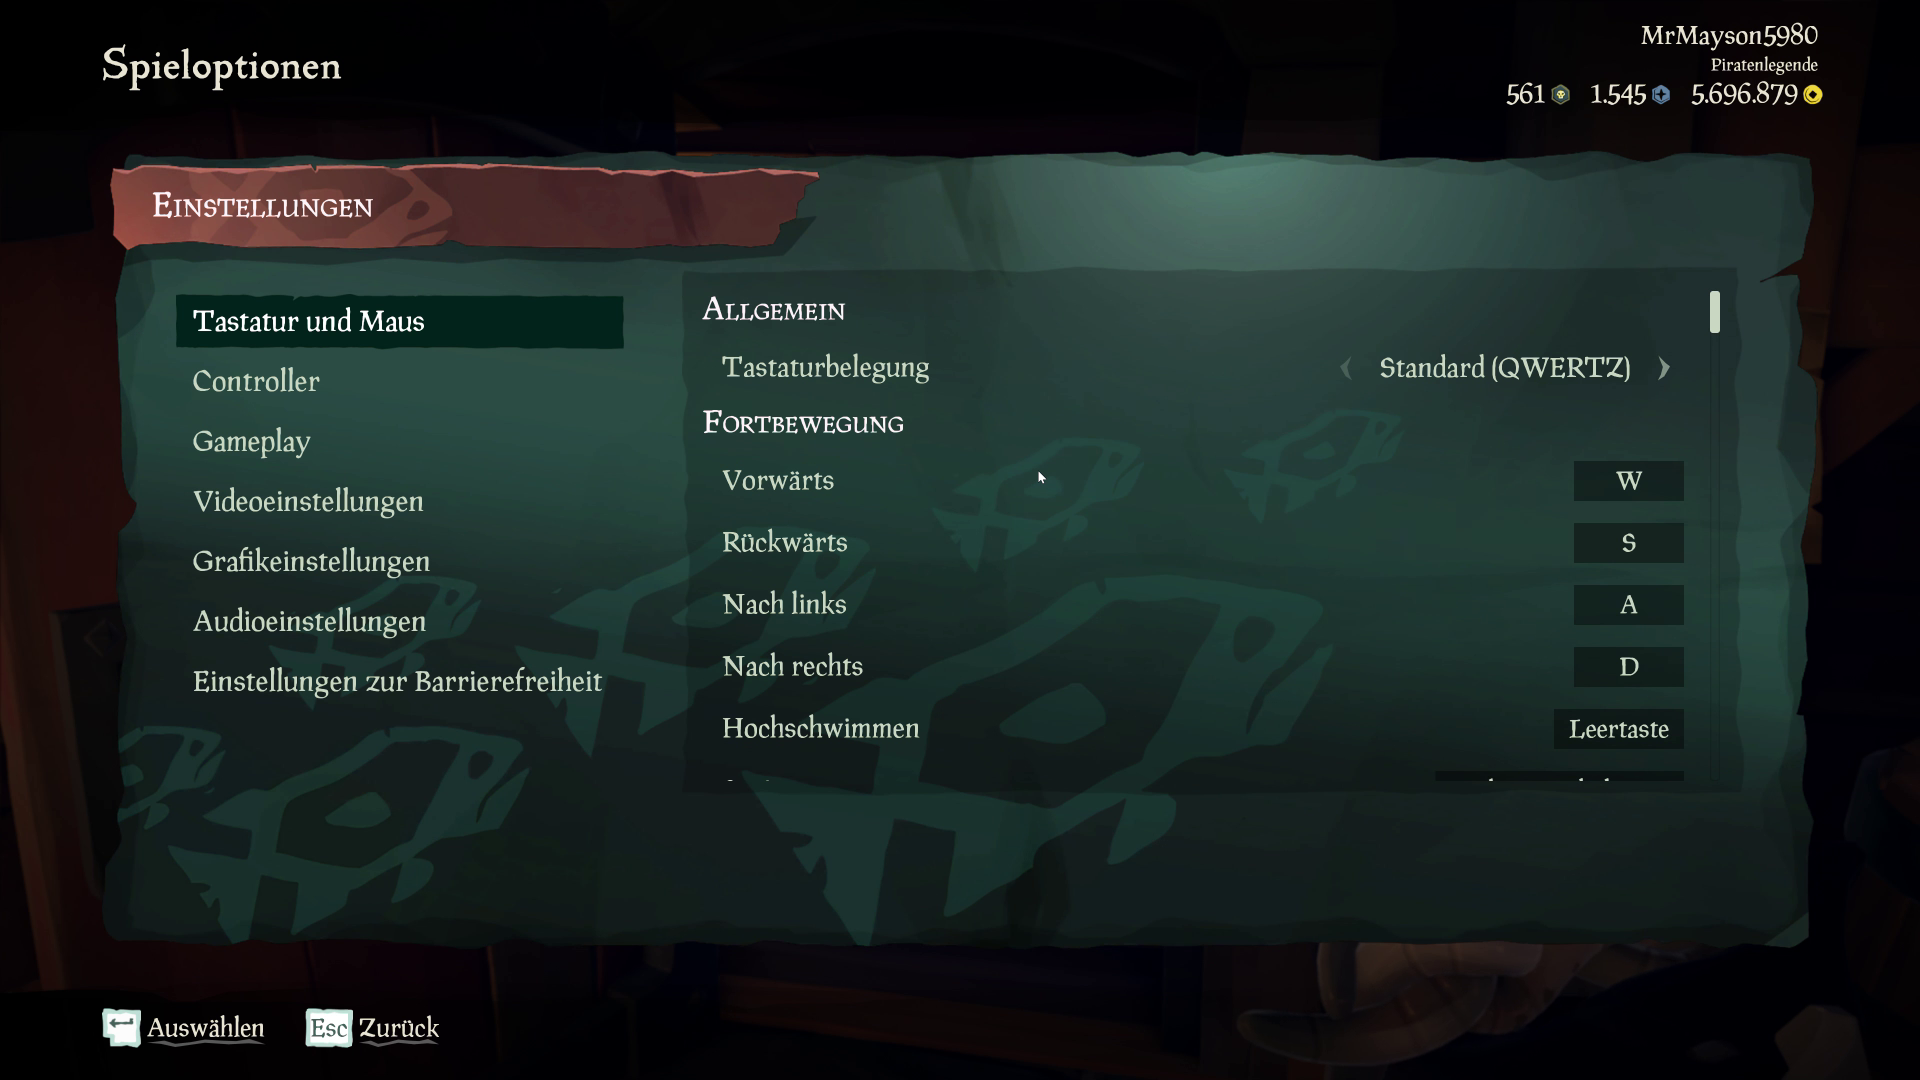 Spieloptionen
MrMayson5980
Piratenlegende
561 1.545 5.696.879
Einstellungen
Tastatur und Maus
Controller
Gameplay
Videoeinstellungen
Grafikeinstellungen
Audioeinstellungen
Einstellungen zur Barrierefreiheit
Allgemein
Tastaturbelegung Standard (QWERTZ)
Fortbewegung
Vorwärts W
Rückwärts S
Nach links A
Nach rechts D
Hochschwimmen Leertaste
Auswählen Esc Zurück